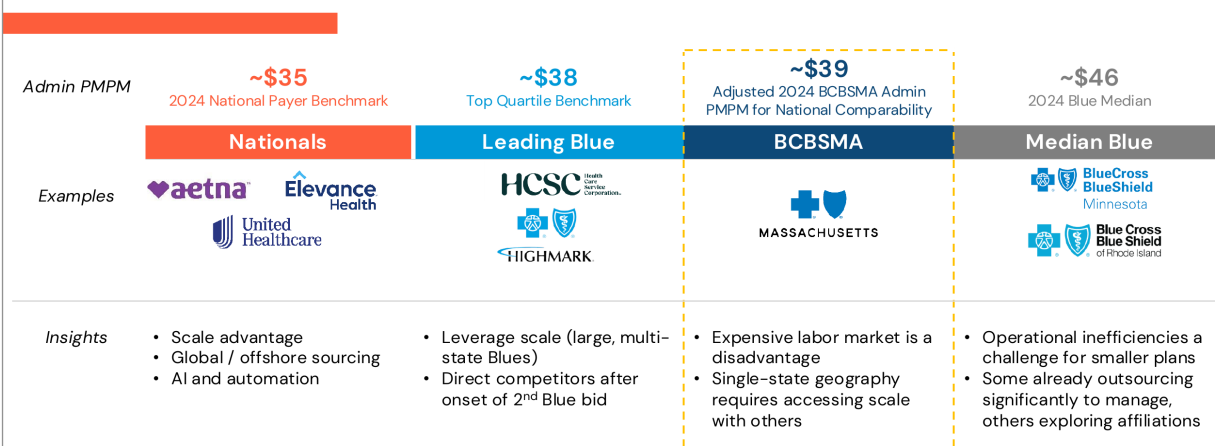 Admin PMPM
~$35
2024 National Payer Benchmark
~$38
Top Quartile Benchmark
~$39
Adjusted 2024 BCBSMA Admin
PMPM for National Comparability
~$46
2024 Blue Median
Nationals
Leading Blue
BCBSMA
Median Blue
Examples
aetna™
Elevance
Health
United
Healthcare
HCSC
Health
Care
Service
Corporation
HIGHMARK
MASSACHUSETTS
BlueCross
BlueShield
Minnesota
Blue Cross
Blue Shield
of Rhode Island
Insights
• Scale advantage
• Global / offshore sourcing
• AI and automation
• Leverage scale (large, multi-
state Blues)
• Direct competitors after
onset of 2nd Blue bid
• Expensive labor market is a
disadvantage
• Single-state geography
requires accessing scale
with others
• Operational inefficiencies a
challenge for smaller plans
• Some already outsourcing
significantly to manage,
others exploring affiliations